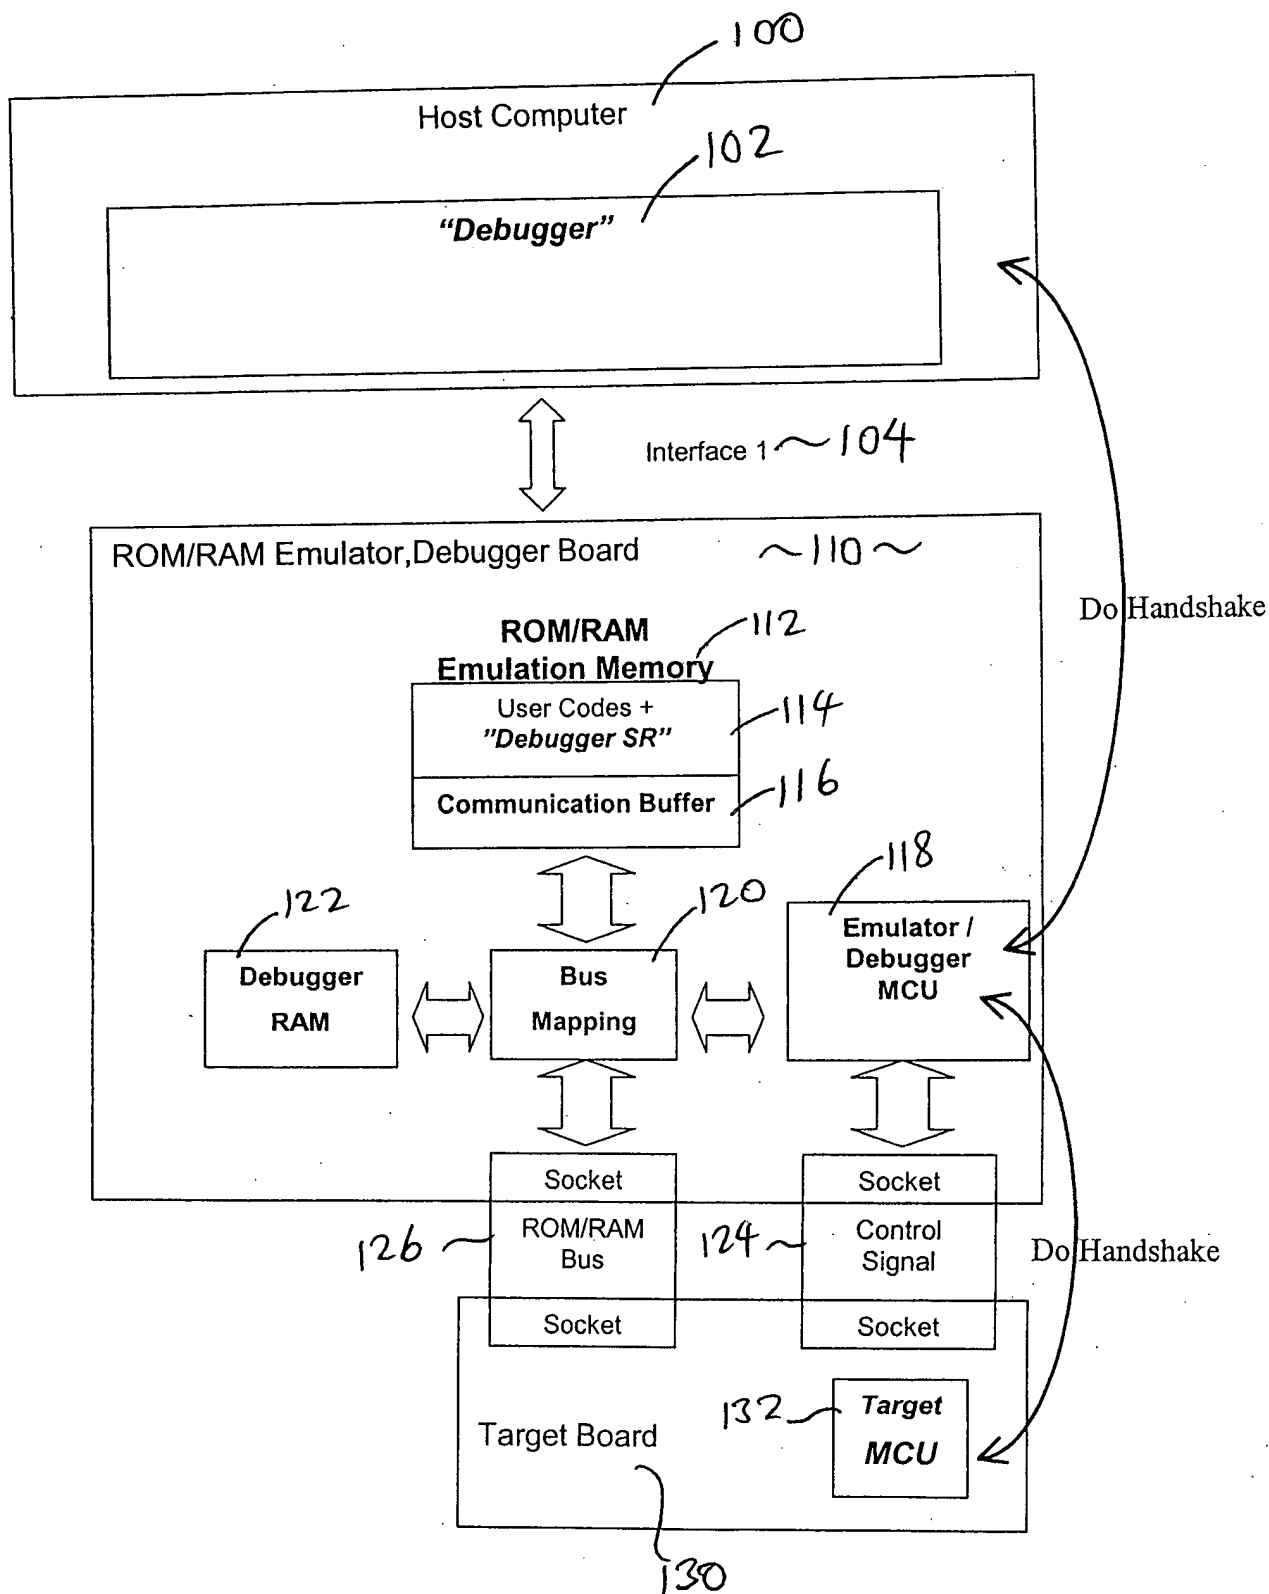 100
Host Computer
102
“Debugger”
Interface 1 ~ 104
ROM/RAM Emulator,Debugger Board ~110~
Do Handshake
ROM/RAM
Emulation Memory
112
User Codes +
”Debugger SR”
114
Communication Buffer
116
118
122
120
Emulator /
Debugger
MCU
Debugger
RAM
Bus
Mapping
Socket
Socket
126 ~
ROM/RAM
Bus
124 ~
Control
Signal
Do Handshake
Socket
Socket
132
Target
MCU
Target Board
130